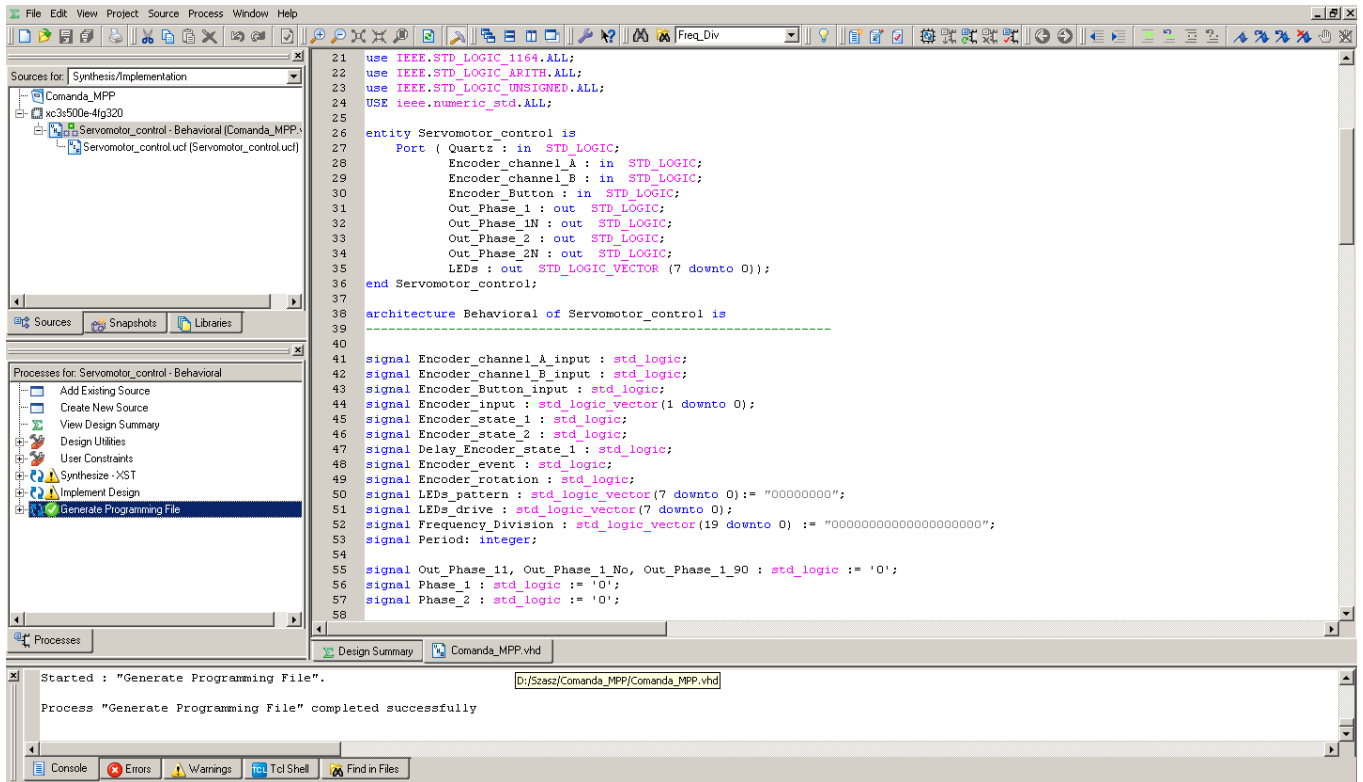 File Edit View Project Source Process Window Help
Freq_Div
Sources for: Synthesis/Implementation
Comanda_MPP
xc3s500e-4fg320
Servomotor_control - Behavioral (Comanda_MPP.v
Servomotor_control.ucf (Servomotor_control.ucf)
Sources Snapshots Libraries
Processes for: Servomotor_control - Behavioral
Add Existing Source
Create New Source
View Design Summary
Design Utilities
User Constraints
Synthesize - XST
Implement Design
Generate Programming File
Processes
21 use IEEE.STD_LOGIC_1164.ALL;
22 use IEEE.STD_LOGIC_ARITH.ALL;
23 use IEEE.STD_LOGIC_UNSIGNED.ALL;
24 USE ieee.numeric_std.ALL;
25
26 entity Servomotor_control is
27 Port ( Quartz : in STD_LOGIC;
28 Encoder_channel_A : in STD_LOGIC;
29 Encoder_channel_B : in STD_LOGIC;
30 Encoder_Button : in STD_LOGIC;
31 Out_Phase_1 : out STD_LOGIC;
32 Out_Phase_1N : out STD_LOGIC;
33 Out_Phase_2 : out STD_LOGIC;
34 Out_Phase_2N : out STD_LOGIC;
35 LEDs : out STD_LOGIC_VECTOR (7 downto 0));
36 end Servomotor_control;
37
38 architecture Behavioral of Servomotor_control is
39 --------------------------------------------------------------
40
41 signal Encoder_channel_A_input : std_logic;
42 signal Encoder_channel_B_input : std_logic;
43 signal Encoder_Button_input : std_logic;
44 signal Encoder_input : std_logic_vector(1 downto 0);
45 signal Encoder_state_1 : std_logic;
46 signal Encoder_state_2 : std_logic;
47 signal Delay_Encoder_state_1 : std_logic;
48 signal Encoder_event : std_logic;
49 signal Encoder_rotation : std_logic;
50 signal LEDs_pattern : std_logic_vector(7 downto 0):= "00000000";
51 signal LEDs_drive : std_logic_vector(7 downto 0);
52 signal Frequency_Division : std_logic_vector(19 downto 0) := "00000000000000000000";
53 signal Period: integer;
54
55 signal Out_Phase_11, Out_Phase_1_No, Out_Phase_1_90 : std_logic := '0';
56 signal Phase_1 : std_logic := '0';
57 signal Phase_2 : std_logic := '0';
58
Design Summary Comanda_MPP.vhd
Started : "Generate Programming File".
D:/Szasz/Comanda_MPP/Comanda_MPP.vhd
Process "Generate Programming File" completed successfully
Console Errors Warnings Tcl Shell Find in Files